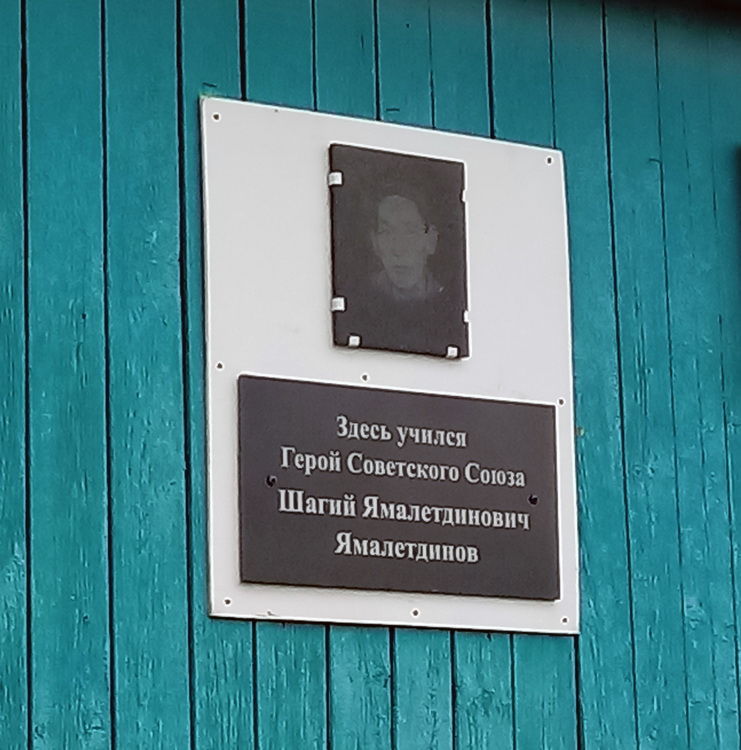 Здесь учился
Герой Советского Союза
Шагий Ямалетдинович
Ямалетдинов